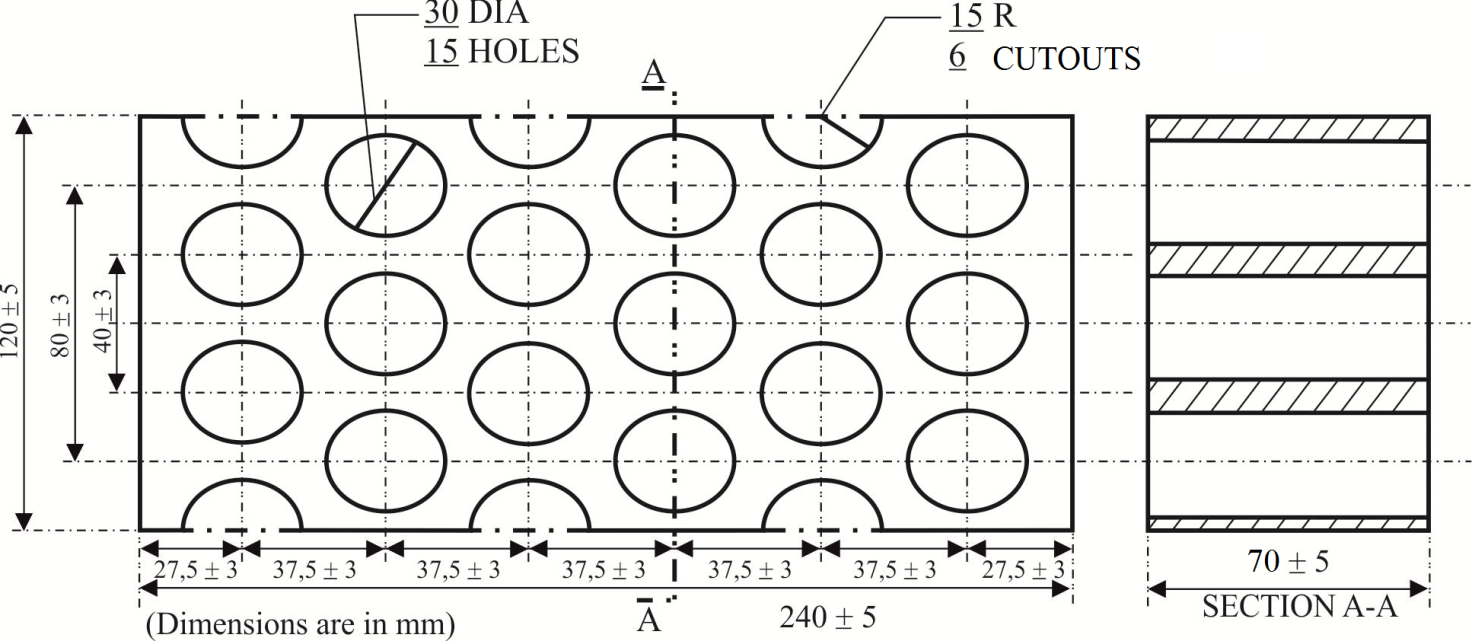 30 DIA
15 HOLES
15 R
6 CUTOUTS
A
120 ± 5
80 ± 3
40 ± 3
27,5 ± 3
37,5 ± 3
37,5 ± 3
37,5 ± 3
37,5 ± 3
37,5 ± 3
27,5 ± 3
70 ± 5
A
240 ± 5
SECTION A-A
(Dimensions are in mm)